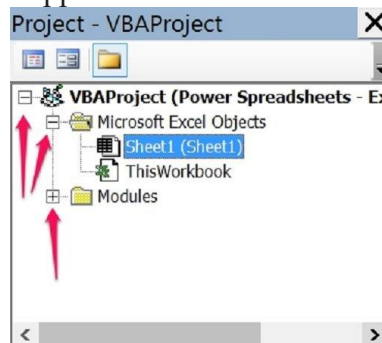 Project - VBAProject
VBAProject (Power Spreadsheets - Ex
Microsoft Excel Objects
Sheet1 (Sheet1)
ThisWorkbook
Modules